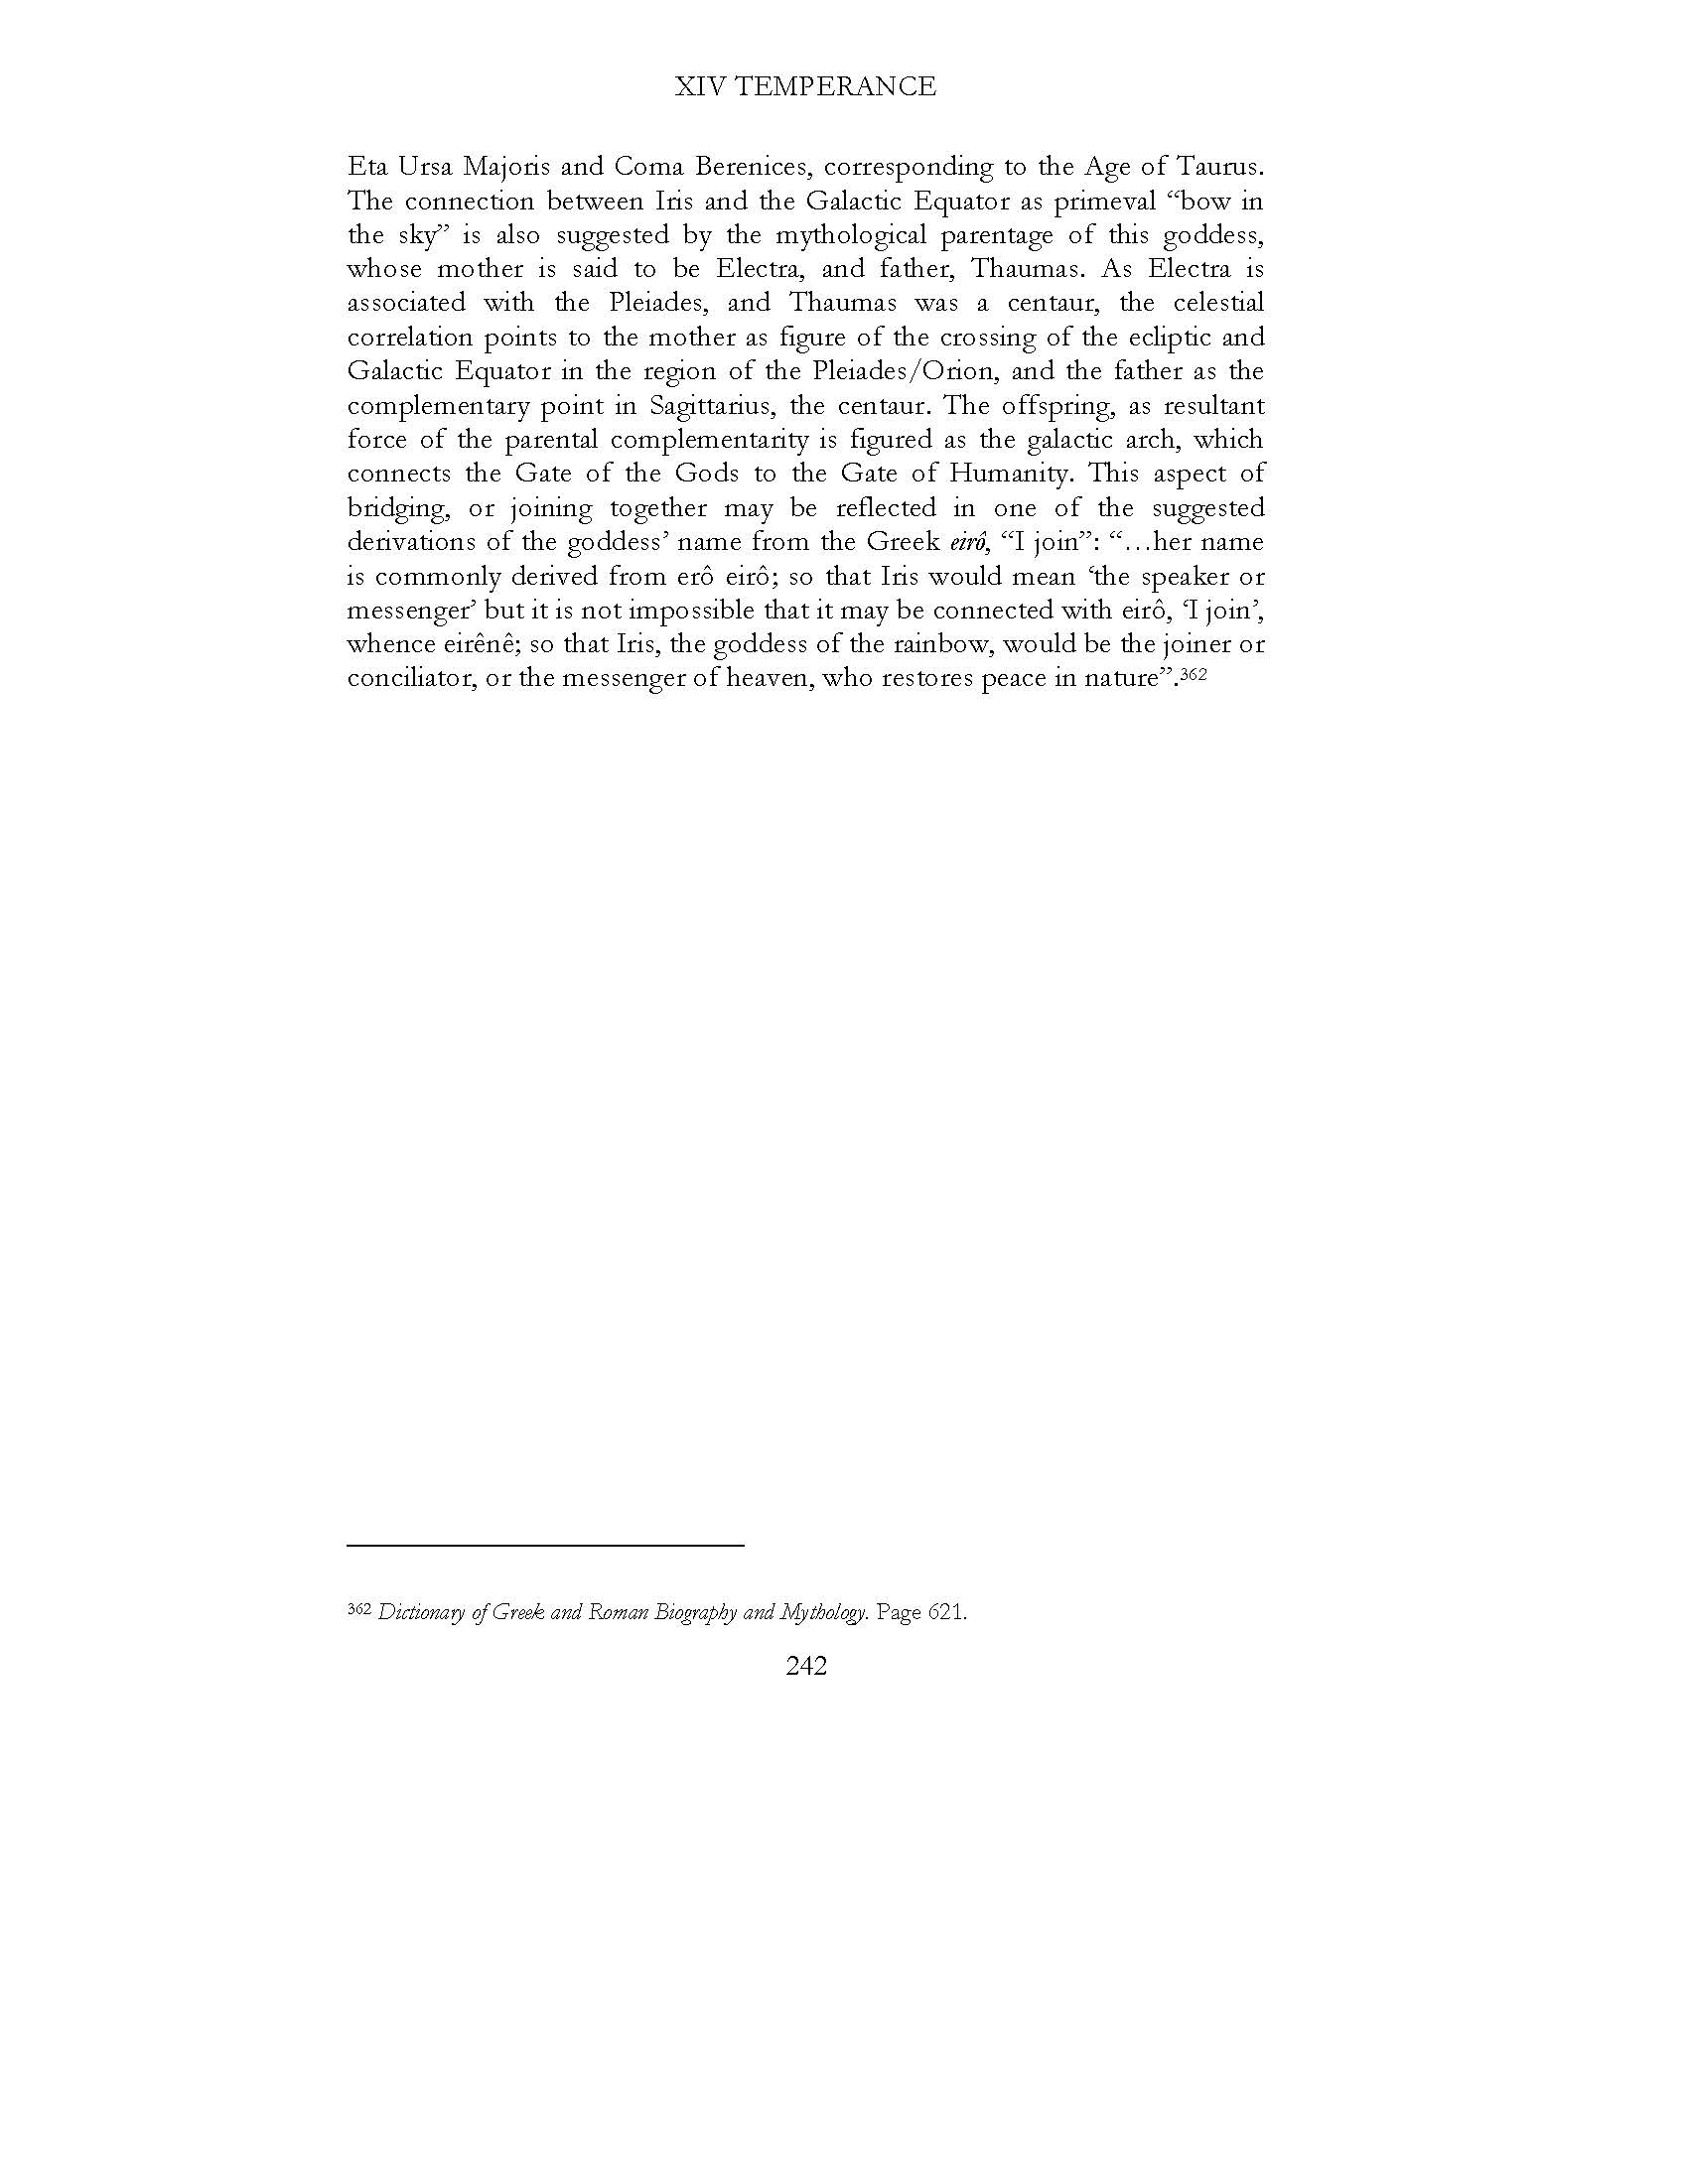 XIV TEMPERANCE
Eta Ursa Majoris and Coma Berenices, corresponding to the Age of Taurus.
The connection between Iris and the Galactic Equator as primeval “bow in
the sky” is also suggested by the mythological parentage of this goddess,
whose mother is said to be Electra, and father, Thaumas. As Electra is
associated with the Pleiades, and Thaumas was a centaur, the celestial
correlation points to the mother as figure of the crossing of the ecliptic and
Galactic Equator in the region of the Pleiades/Orion, and the father as the
complementary point in Sagittarius, the centaur. The offspring, as resultant
force of the parental complementarity is figured as the galactic arch, which
connects the Gate of the Gods to the Gate of Humanity. This aspect of
bridging, or joining together may be reflected in one of the suggested
derivations of the goddess’ name from the Greek eirô, “I join”: “…her name
is commonly derived from erô eirô; so that Iris would mean ‘the speaker or
messenger’ but it is not impossible that it may be connected with eirô, ‘I join’,
whence eirênê; so that Iris, the goddess of the rainbow, would be the joiner or
conciliator, or the messenger of heaven, who restores peace in nature”.362
362 Dictionary of Greek and Roman Biography and Mythology. Page 621.
242